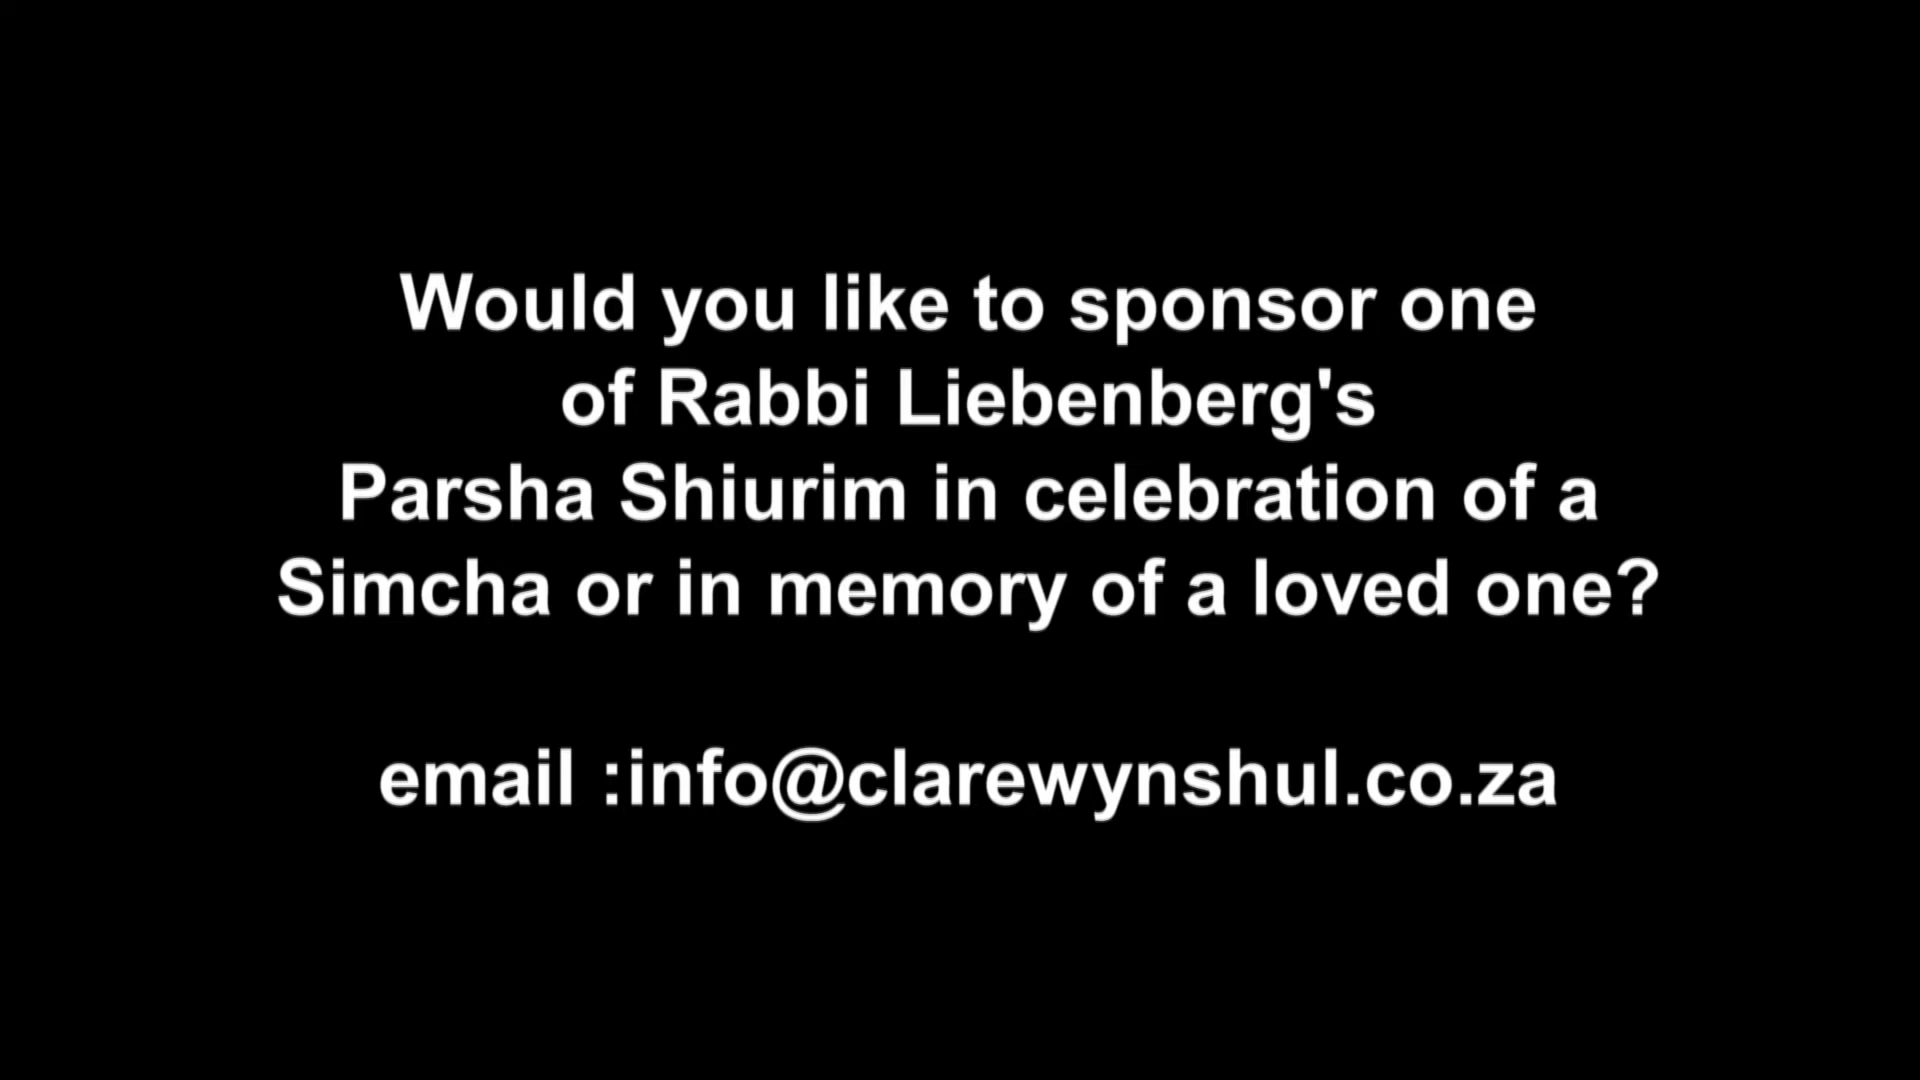 Would you like to sponsor one
of Rabbi Liebenberg's
Parsha Shiurim in celebration of a
Simcha or in memory of a loved one?
email :info@clarewynshul.co.za